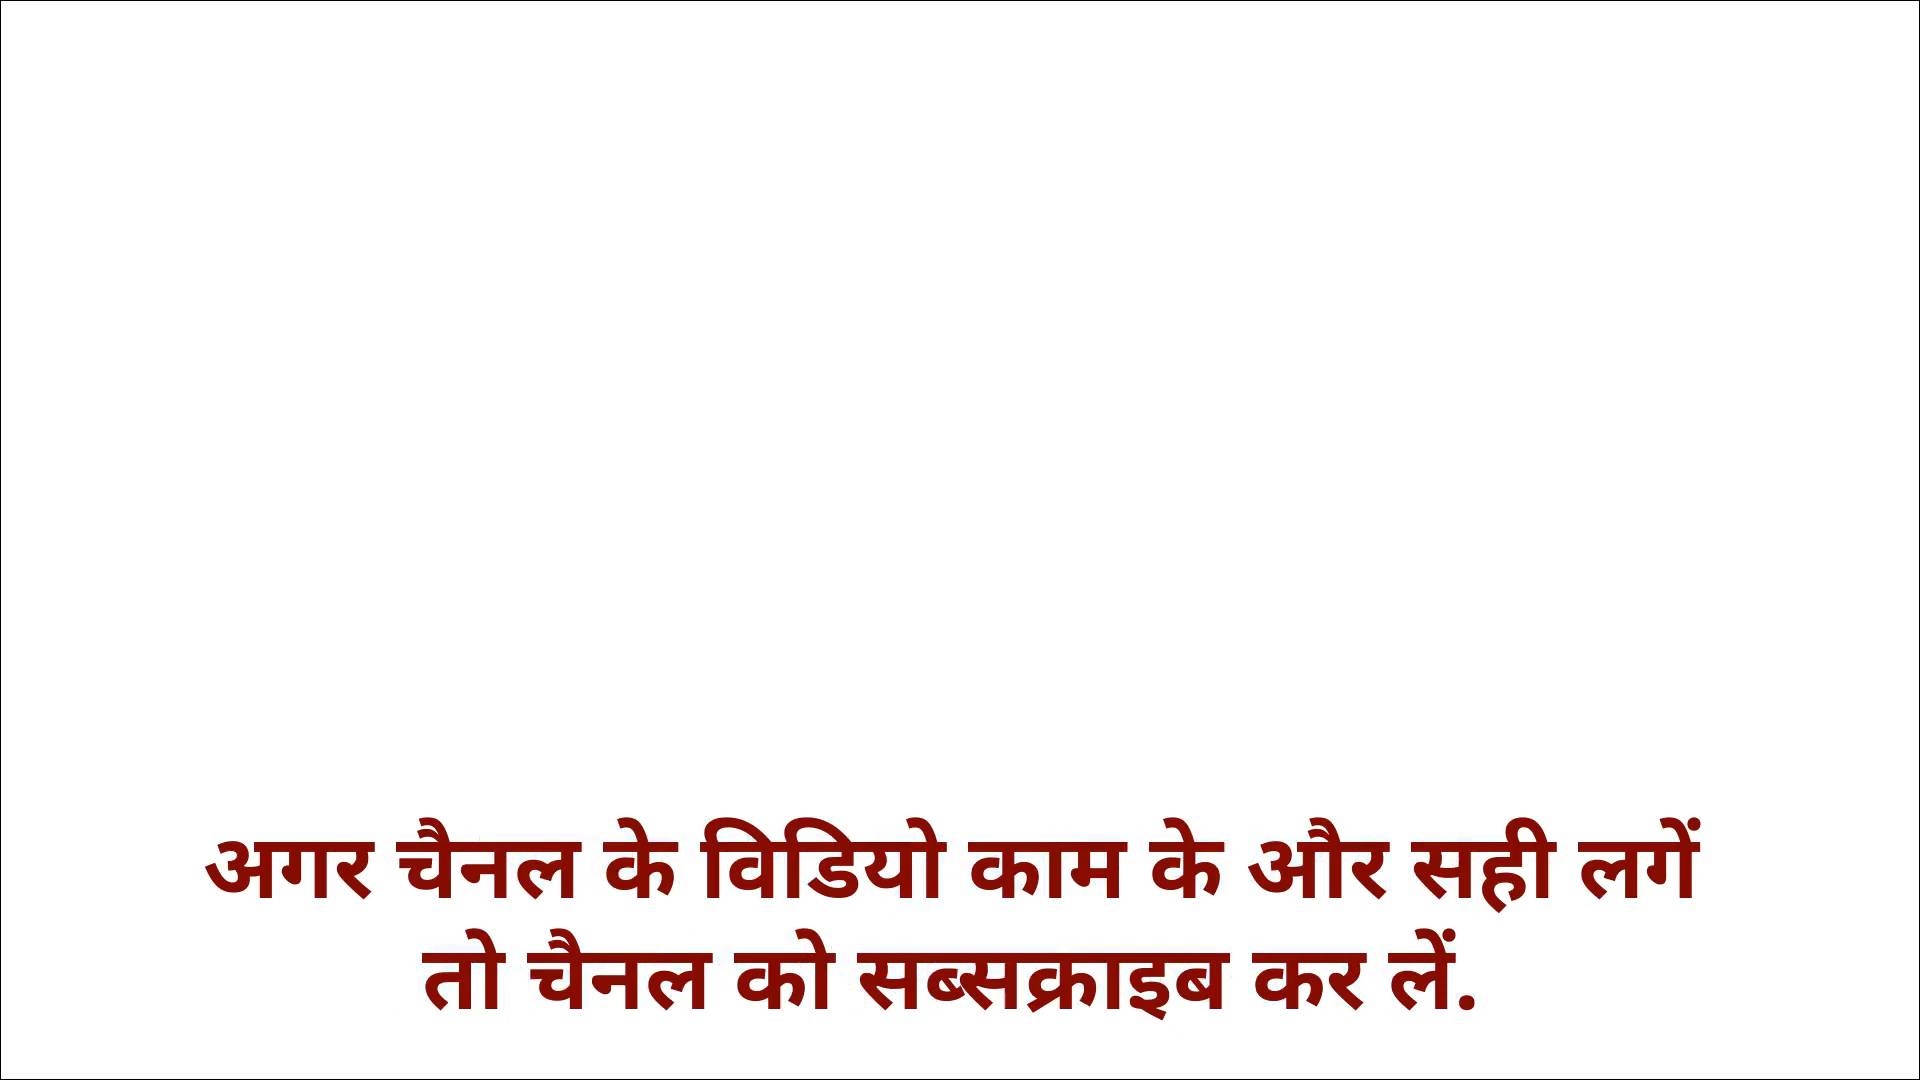 अगर चैनल के विडियो काम के और सही लगें
तो चैनल को सब्सक्राइब कर लें.